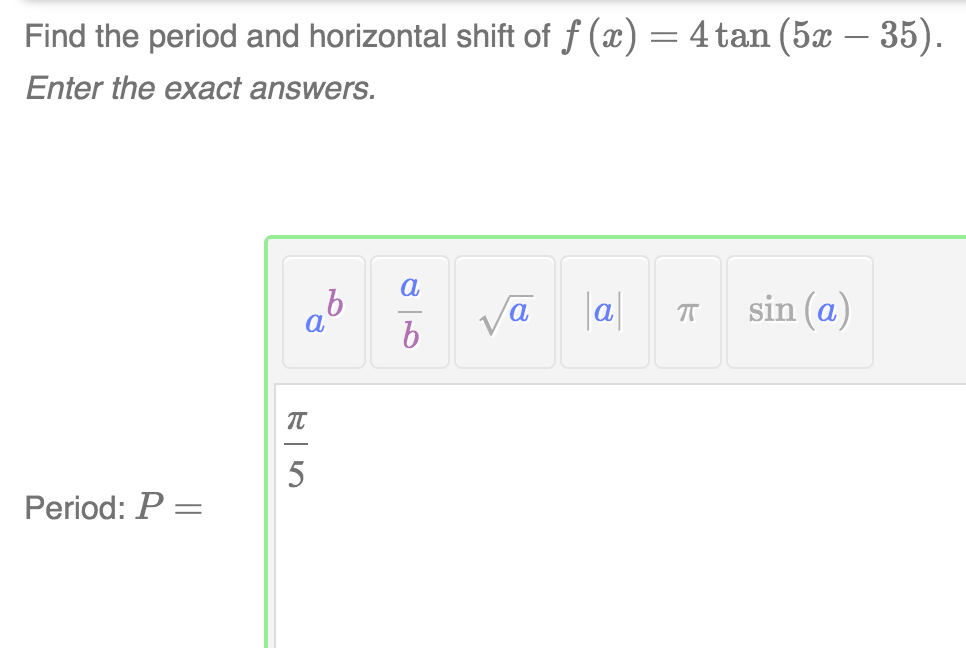 Find the period and horizontal shift of f (x) = 4 tan (5x − 35).
Enter the exact answers.
a^b a/b √a |a| π sin (a)
π/5
Period: P =